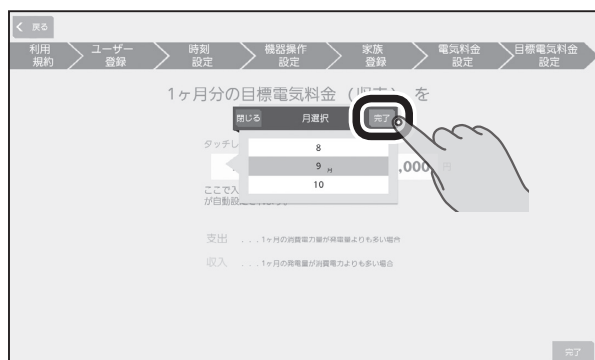 戻る
利用
規約
ユーザー
登録
時刻
設定
機器操作
設定
家族
登録
電気料金
設定
目標電気料金
設定
1ヶ月分の目標電気料金（収支）を
閉じる 月選択 完了
タッチし
8
9 月
10
,000
ここで入
が自動設
支出 ...1ヶ月の消費電力量が発電量よりも多い場合
収入 ...1ヶ月の発電量が消費電力よりも多い場合
完了